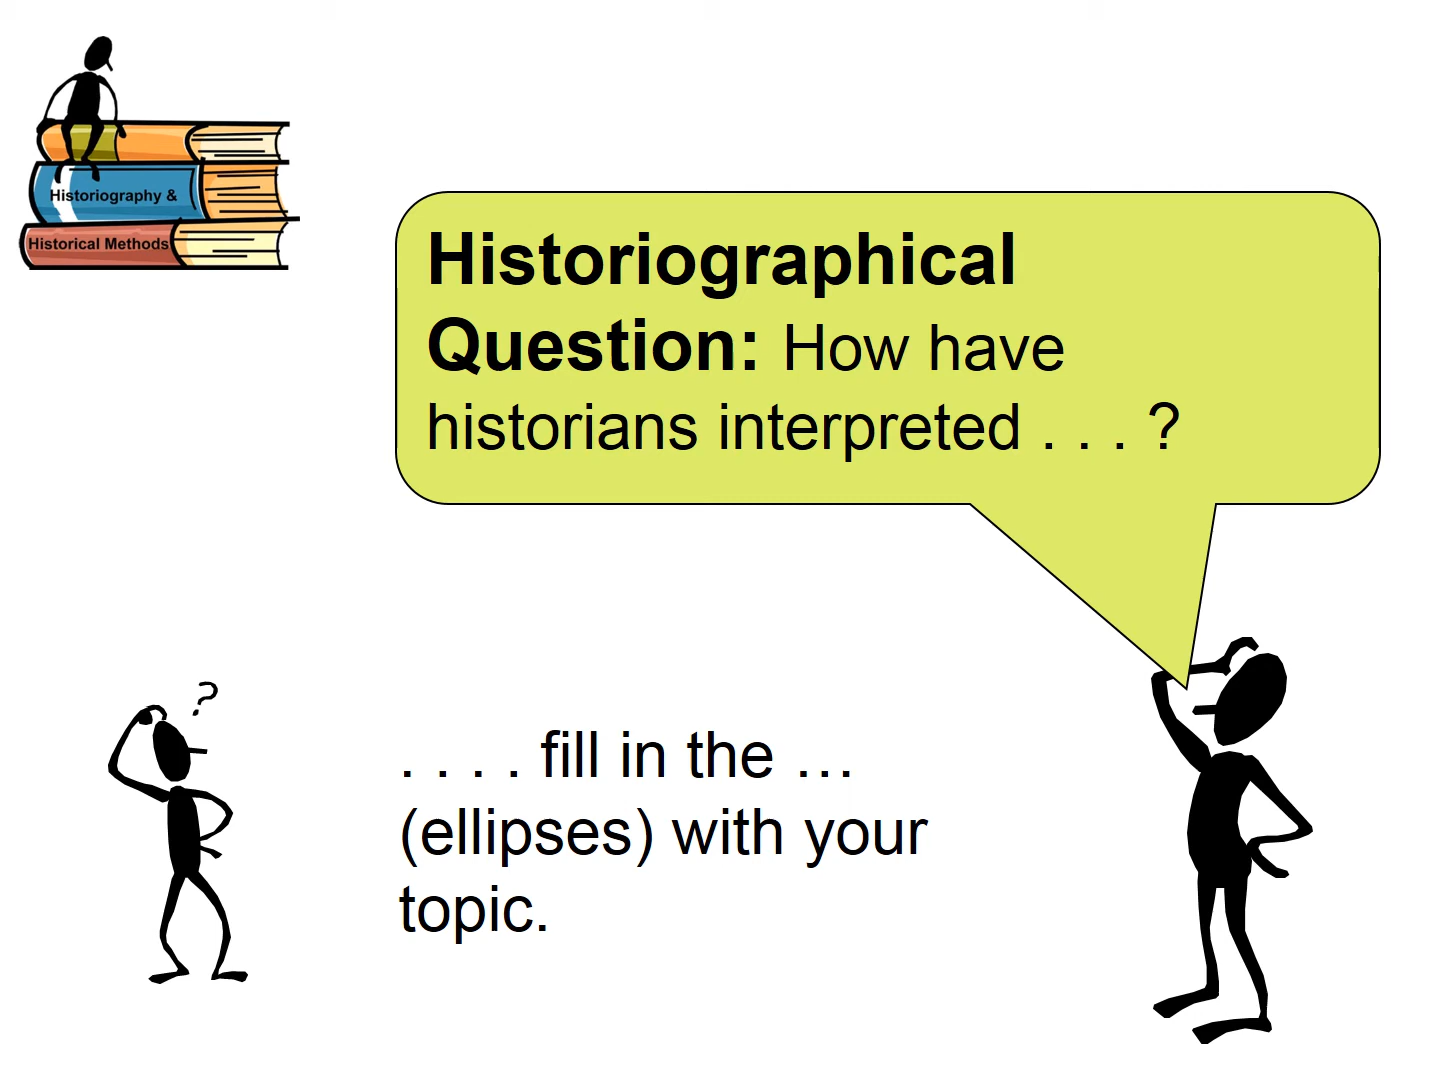 Historiography &
Historical Methods
Historiographical
Question: How have
historians interpreted . . . ?
?
. . . . fill in the …
(ellipses) with your
topic.